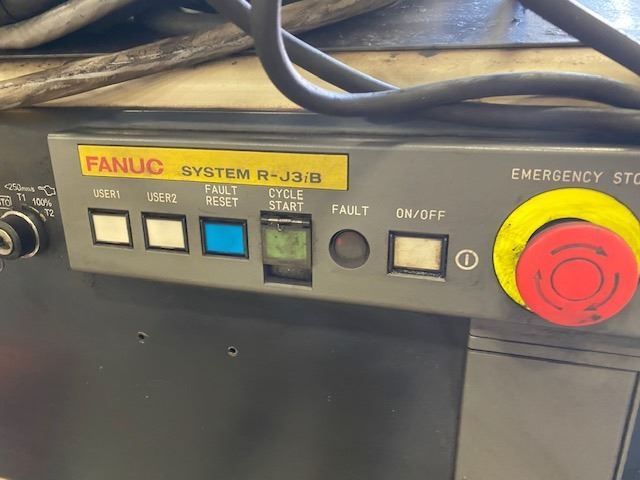 FANUC SYSTEM R-J3iB
EMERGENCY STO
<250mm/s
T1 100%
T2
USER1
USER2
FAULT
RESET
CYCLE
START
FAULT
ON/OFF